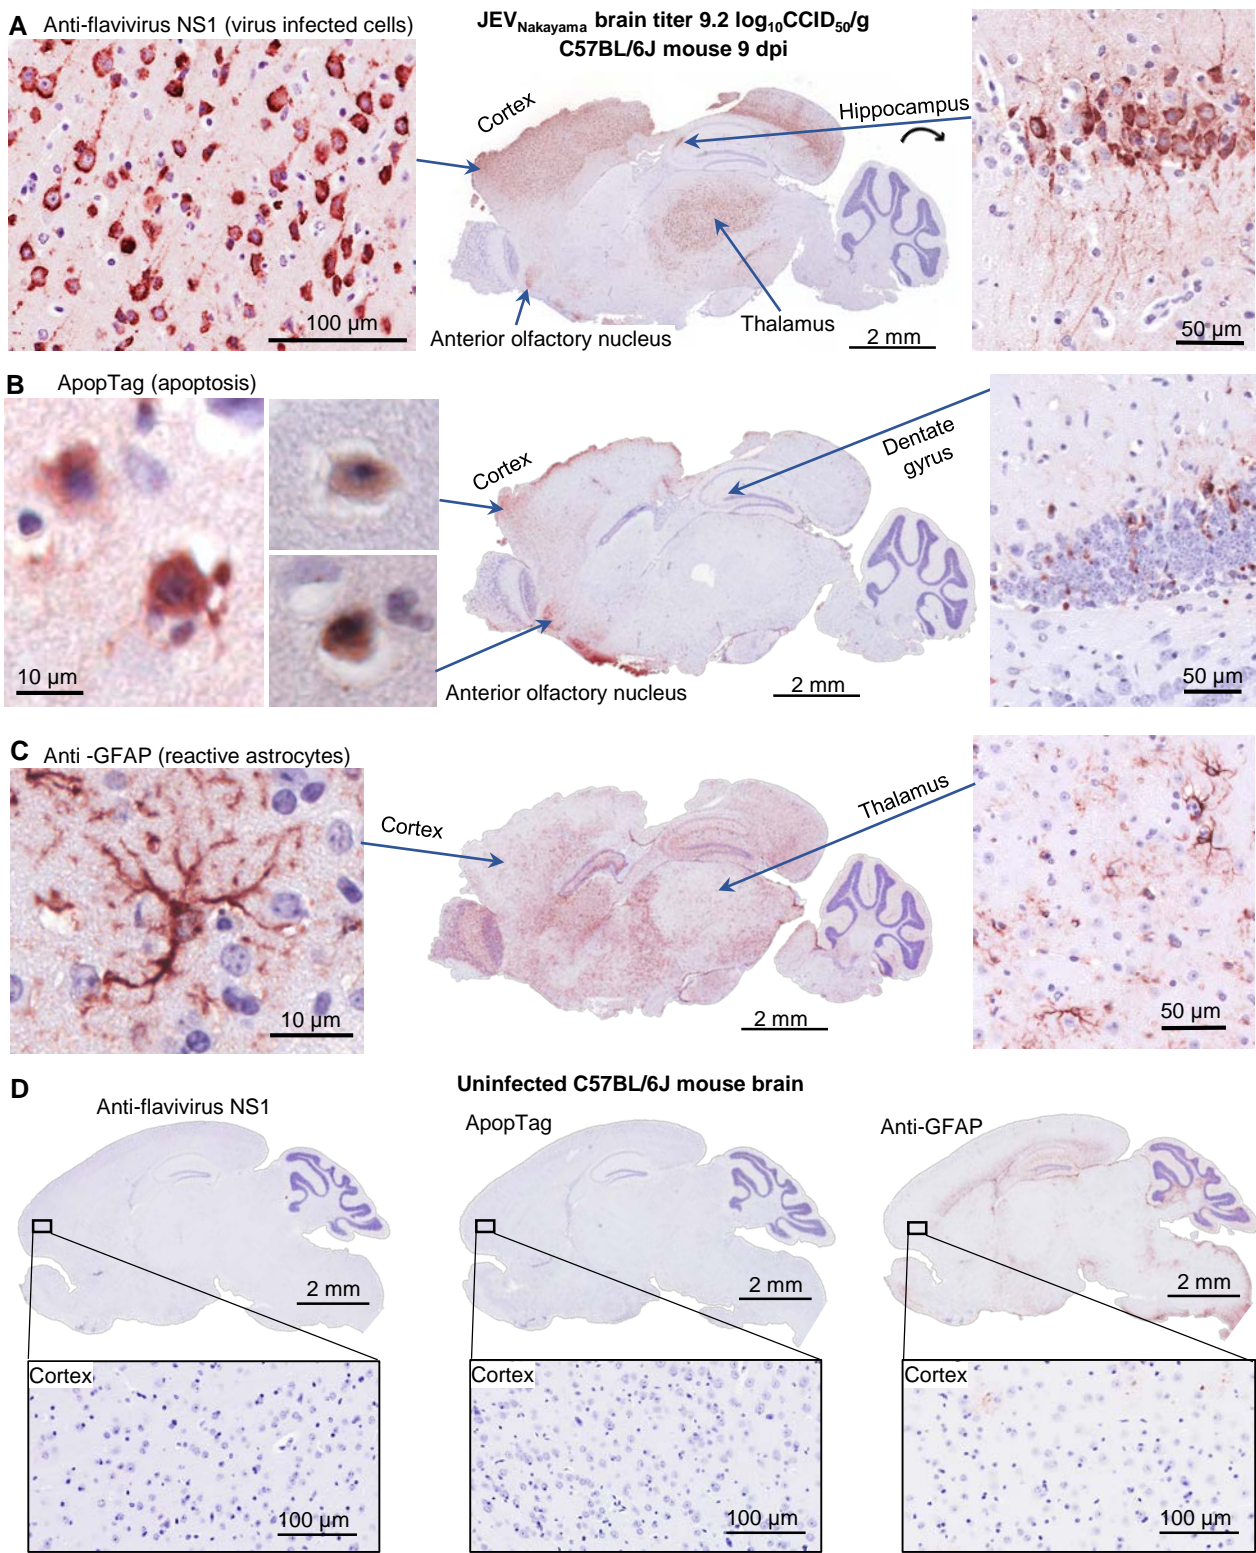 A Anti-flavivirus NS1 (virus infected cells)
JEVNakayama brain titer 9.2 log10CCID50/g
C57BL/6J mouse 9 dpi
Cortex
Hippocampus
100 µm
Anterior olfactory nucleus
Thalamus
2 mm
50 µm
B ApopTag (apoptosis)
Cortex
Dentate
gyrus
10 µm
Anterior olfactory nucleus
2 mm
50 µm
C Anti -GFAP (reactive astrocytes)
Cortex
Thalamus
10 µm
2 mm
50 µm
D
Uninfected C57BL/6J mouse brain
Anti-flavivirus NS1
ApopTag
Anti-GFAP
2 mm
2 mm
2 mm
Cortex
Cortex
Cortex
100 µm
100 µm
100 µm